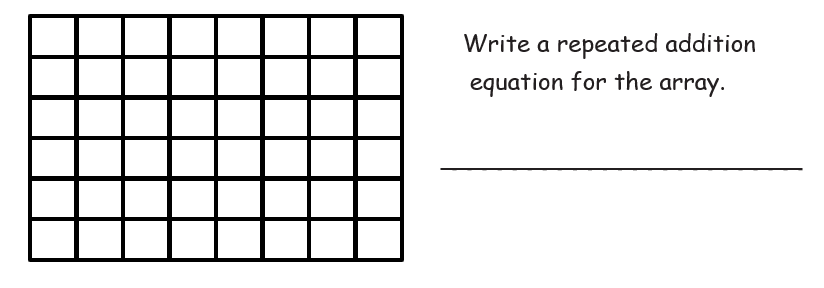 Write a repeated addition
equation for the array.